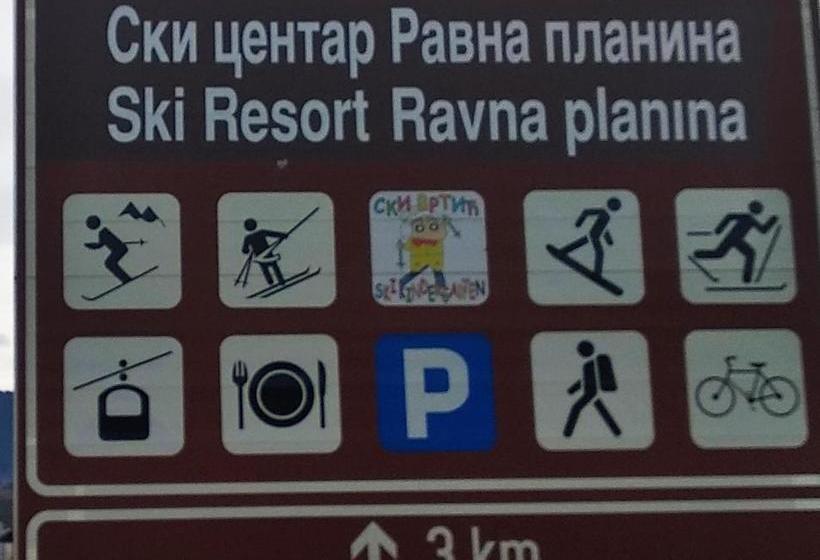 Ски центар Равна планина
Ski Resort Ravna planina
СКИ ВРТИЋ
SKI KINDERGARTEN
P
↑ 3 km